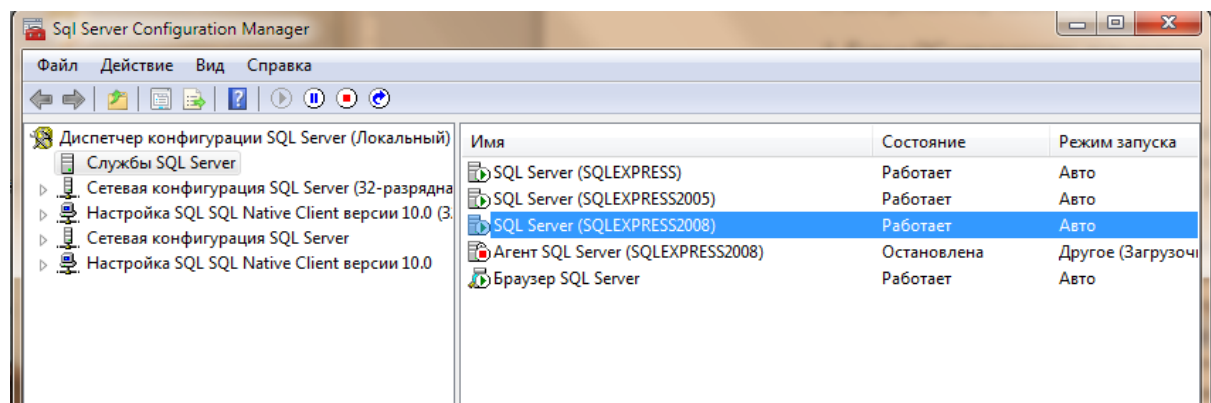 Sql Server Configuration Manager
Файл Действие Вид Справка
Диспетчер конфигурации SQL Server (Локальный)
Службы SQL Server
Сетевая конфигурация SQL Server (32-разрядна
Настройка SQL SQL Native Client версии 10.0 (3.
Сетевая конфигурация SQL Server
Настройка SQL SQL Native Client версии 10.0
Имя Состояние Режим запуска
SQL Server (SQLEXPRESS) Работает Авто
SQL Server (SQLEXPRESS2005) Работает Авто
SQL Server (SQLEXPRESS2008) Работает Авто
Агент SQL Server (SQLEXPRESS2008) Остановлена Другое (Загрузочн
Браузер SQL Server Работает Авто